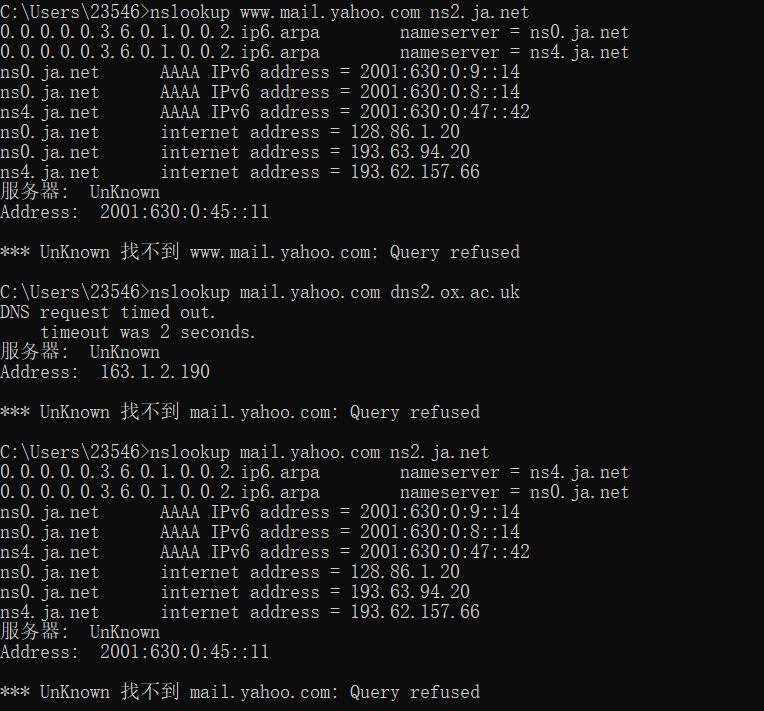 C:\Users\23546>nslookup www.mail.yahoo.com ns2.ja.net
0.0.0.0.0.3.6.0.1.0.0.2.ip6.arpa        nameserver = ns0.ja.net
0.0.0.0.0.3.6.0.1.0.0.2.ip6.arpa        nameserver = ns4.ja.net
ns0.ja.net      AAAA IPv6 address = 2001:630:0:9::14
ns0.ja.net      AAAA IPv6 address = 2001:630:0:8::14
ns4.ja.net      AAAA IPv6 address = 2001:630:0:47::42
ns0.ja.net      internet address = 128.86.1.20
ns0.ja.net      internet address = 193.63.94.20
ns4.ja.net      internet address = 193.62.157.66
服务器:  UnKnown
Address:  2001:630:0:45::11

*** UnKnown 找不到 www.mail.yahoo.com: Query refused

C:\Users\23546>nslookup mail.yahoo.com dns2.ox.ac.uk
DNS request timed out.
    timeout was 2 seconds.
服务器:  UnKnown
Address:  163.1.2.190

*** UnKnown 找不到 mail.yahoo.com: Query refused

C:\Users\23546>nslookup mail.yahoo.com ns2.ja.net
0.0.0.0.0.3.6.0.1.0.0.2.ip6.arpa        nameserver = ns4.ja.net
0.0.0.0.0.3.6.0.1.0.0.2.ip6.arpa        nameserver = ns0.ja.net
ns0.ja.net      AAAA IPv6 address = 2001:630:0:9::14
ns0.ja.net      AAAA IPv6 address = 2001:630:0:8::14
ns4.ja.net      AAAA IPv6 address = 2001:630:0:47::42
ns0.ja.net      internet address = 128.86.1.20
ns0.ja.net      internet address = 193.63.94.20
ns4.ja.net      internet address = 193.62.157.66
服务器:  UnKnown
Address:  2001:630:0:45::11

*** UnKnown 找不到 mail.yahoo.com: Query refused